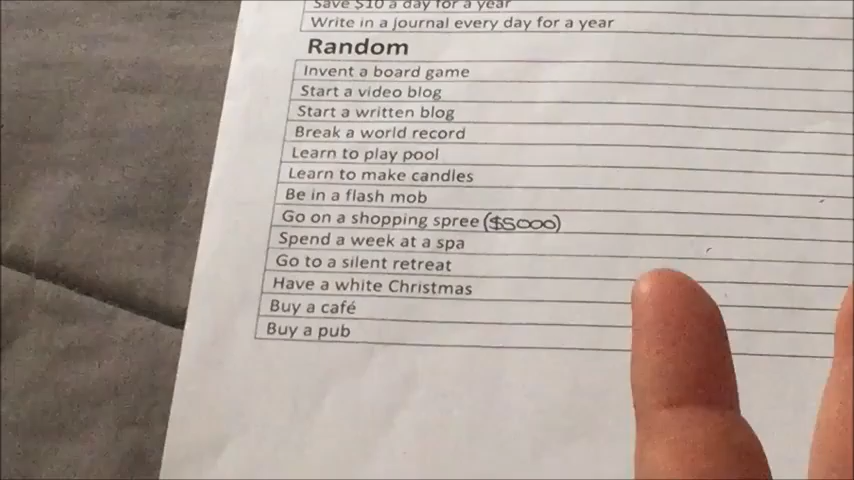 Save $10 a day for a year
Write in a journal every day for a year
Random
Invent a board game
Start a video blog
Start a written blog
Break a world record
Learn to play pool
Learn to make candles
Be in a flash mob
Go on a shopping spree ($5000)
Spend a week at a spa
Go to a silent retreat
Have a white Christmas
Buy a café
Buy a pub